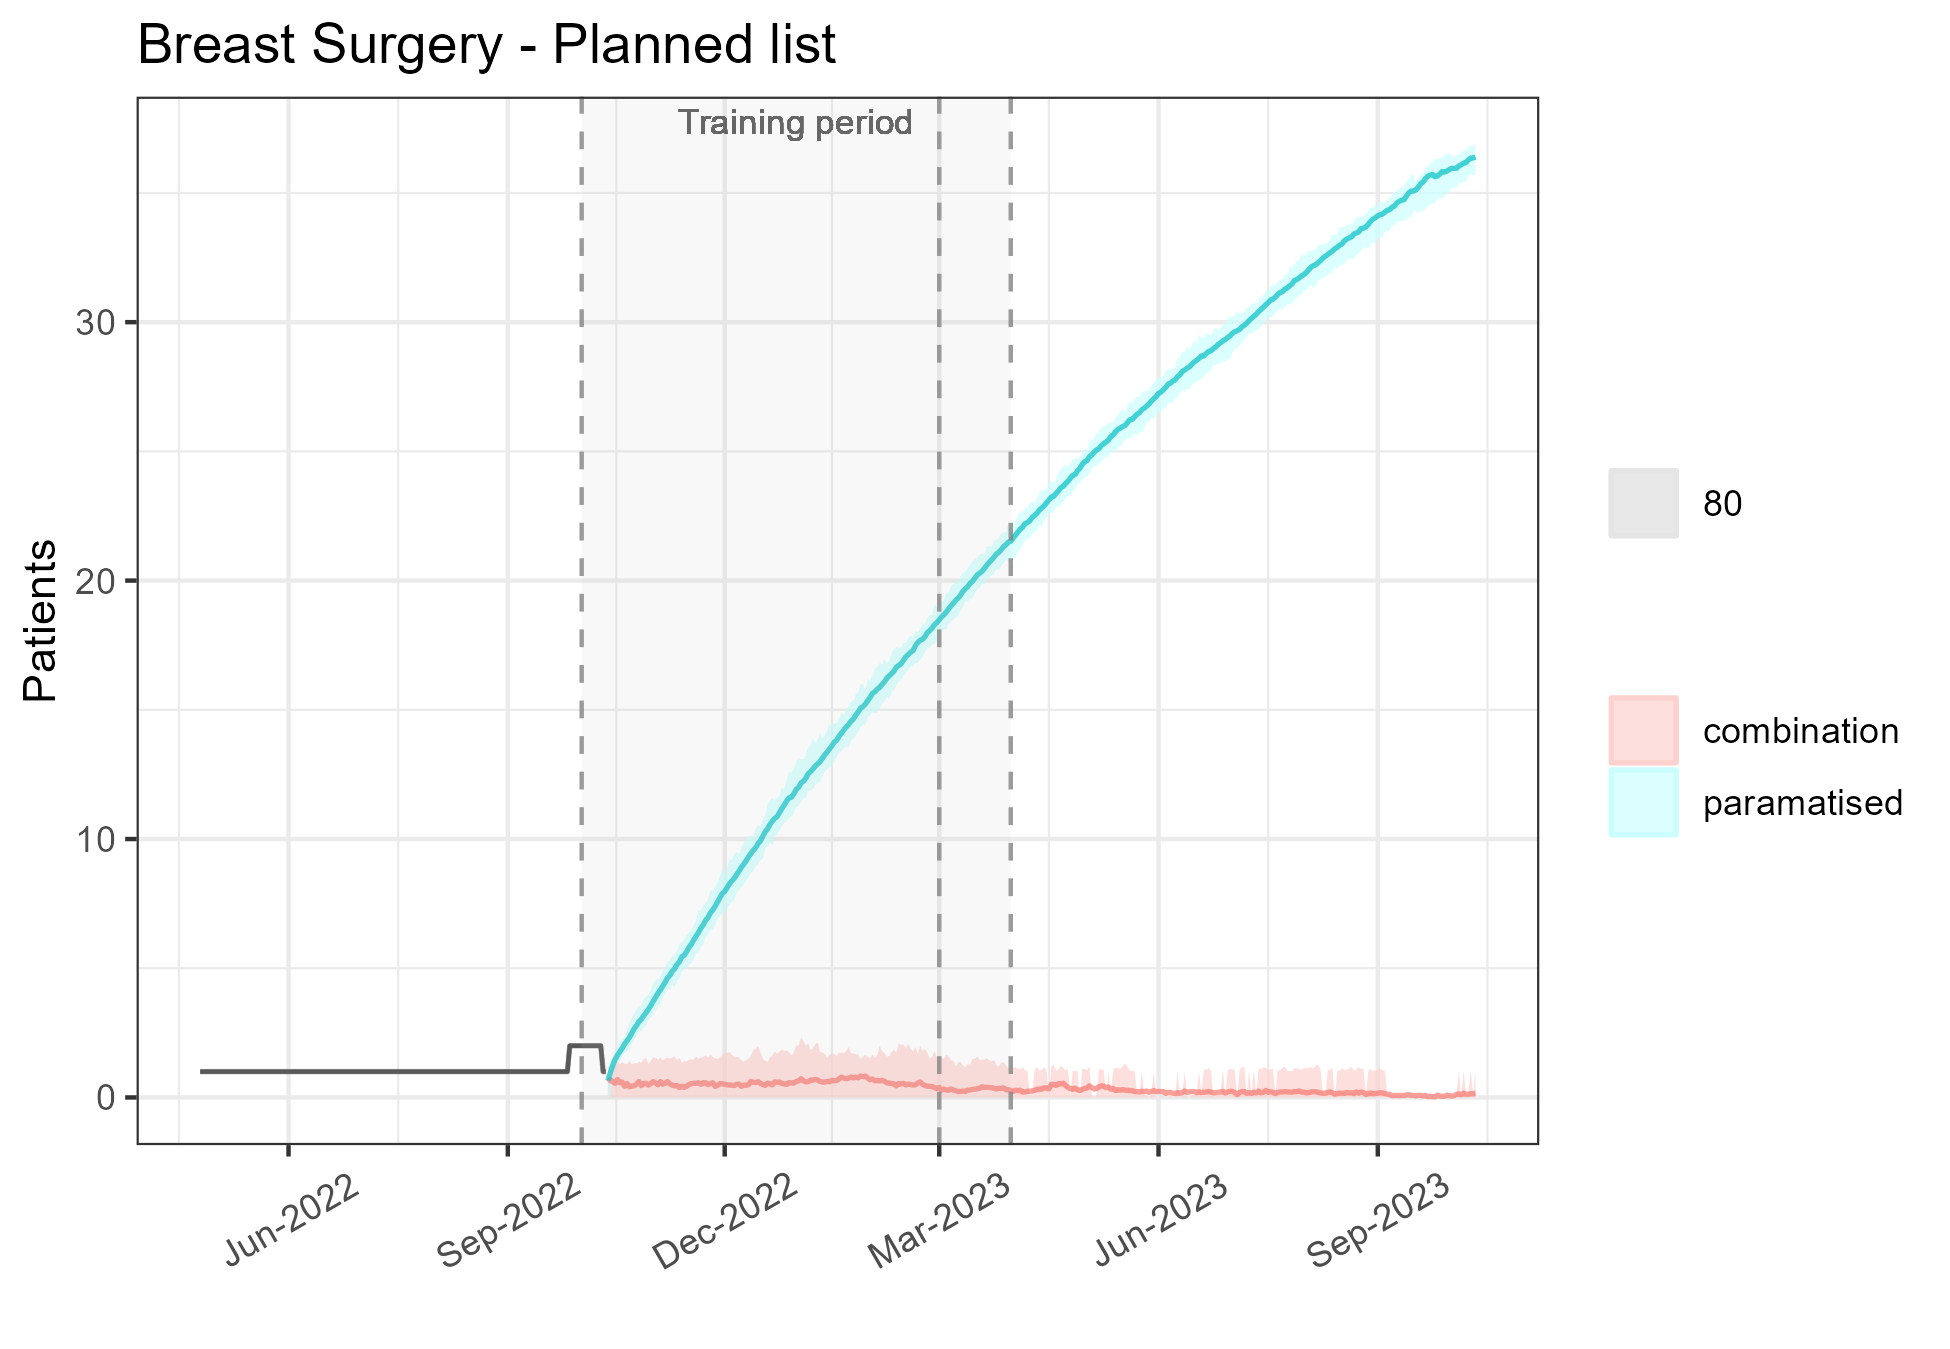 Breast Surgery - Planned list
Training period
Patients
30
20
10
0
Jun-2022
Sep-2022
Dec-2022
Mar-2023
Jun-2023
Sep-2023
80
combination
paramatised